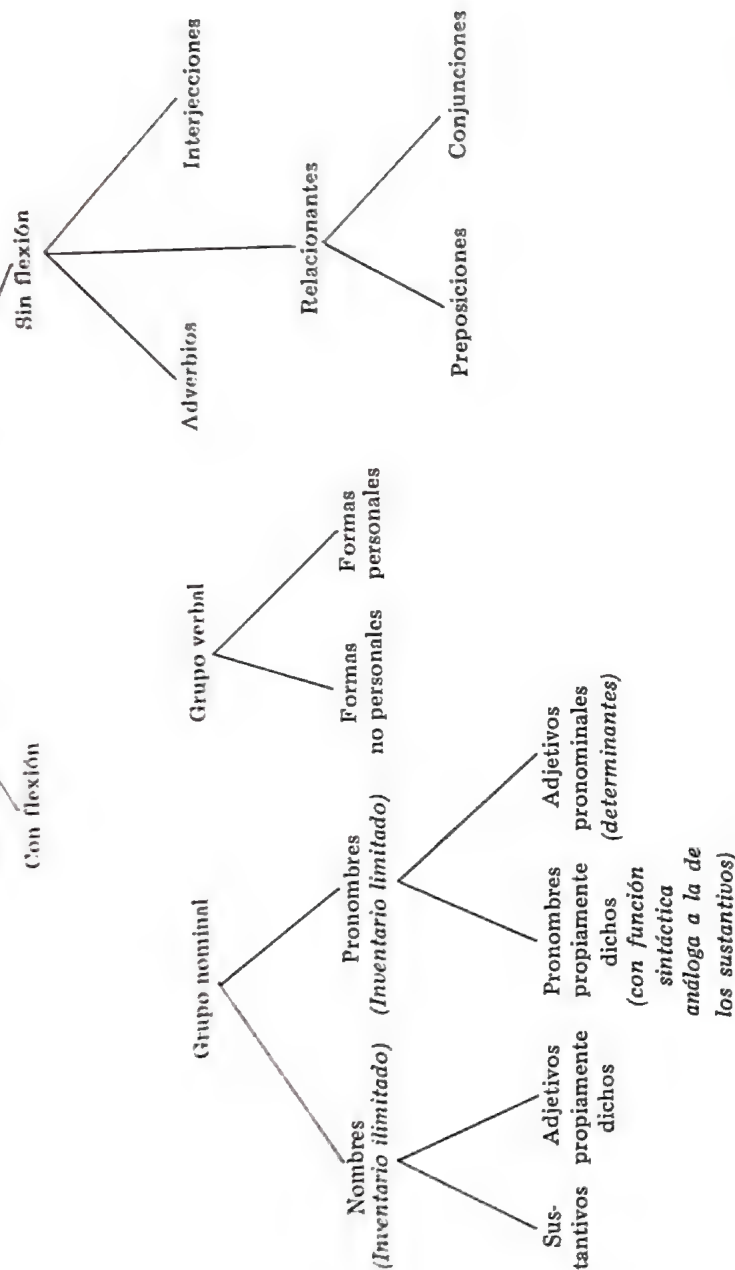 Con flexión
Sin flexión
Grupo nominal
Grupo verbal
Adverbios
Interjecciones
Nombres
(Inventario ilimitado)
Pronombres
(Inventario limitado)
Formas
no personales
Formas
personales
Relacionantes
Sus-
tantivos
Adjetivos
propiamente
dichos
Pronombres
propiamente
dichos
(con función
sintáctica
análoga a la de
los sustantivos)
Adjetivos
pronominales
(determinantes)
Preposiciones
Conjunciones